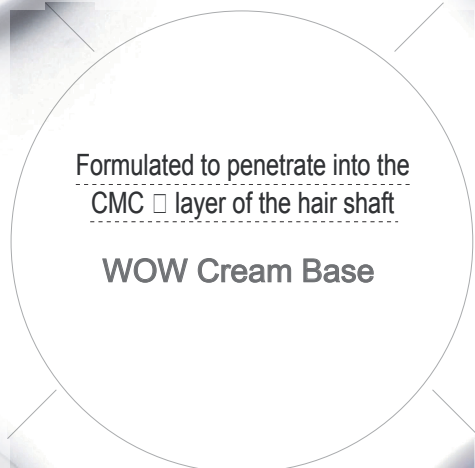 Formulated to penetrate into the
CMC □ layer of the hair shaft
WOW Cream Base